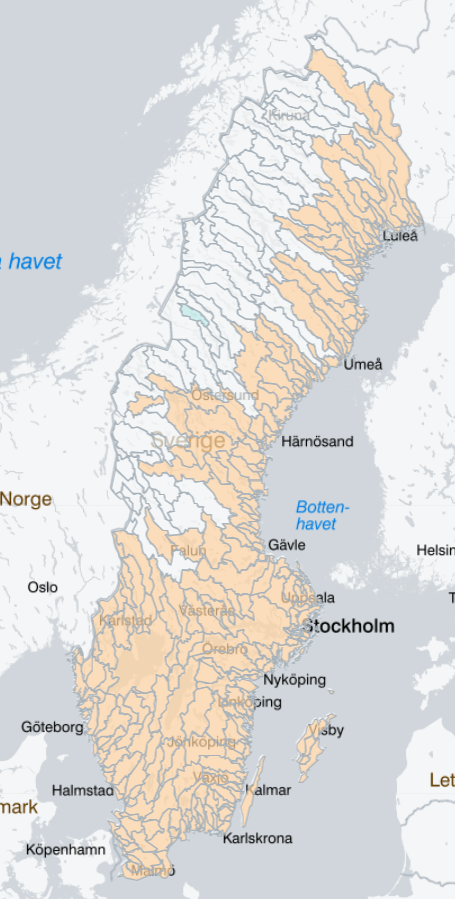 Kiruna
Luleå
havet
Umeå
Östersund
Sverige
Härnösand
Norge
Botten-
havet
Gävle
Falun
Helsin
Oslo
Uppsala
Västerås
Karlstad
Stockholm
Örebro
Nyköping
Linköping
Visby
Göteborg
Jönköping
Växjö
Let
Halmstad
Kalmar
mark
Karlskrona
Köpenhamn
Malmö